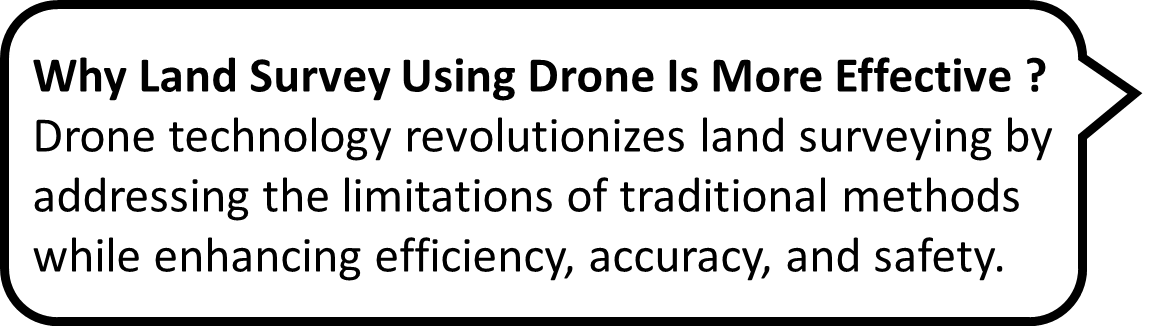 Why Land Survey Using Drone Is More Effective ?
Drone technology revolutionizes land surveying by
addressing the limitations of traditional methods
while enhancing efficiency, accuracy, and safety.